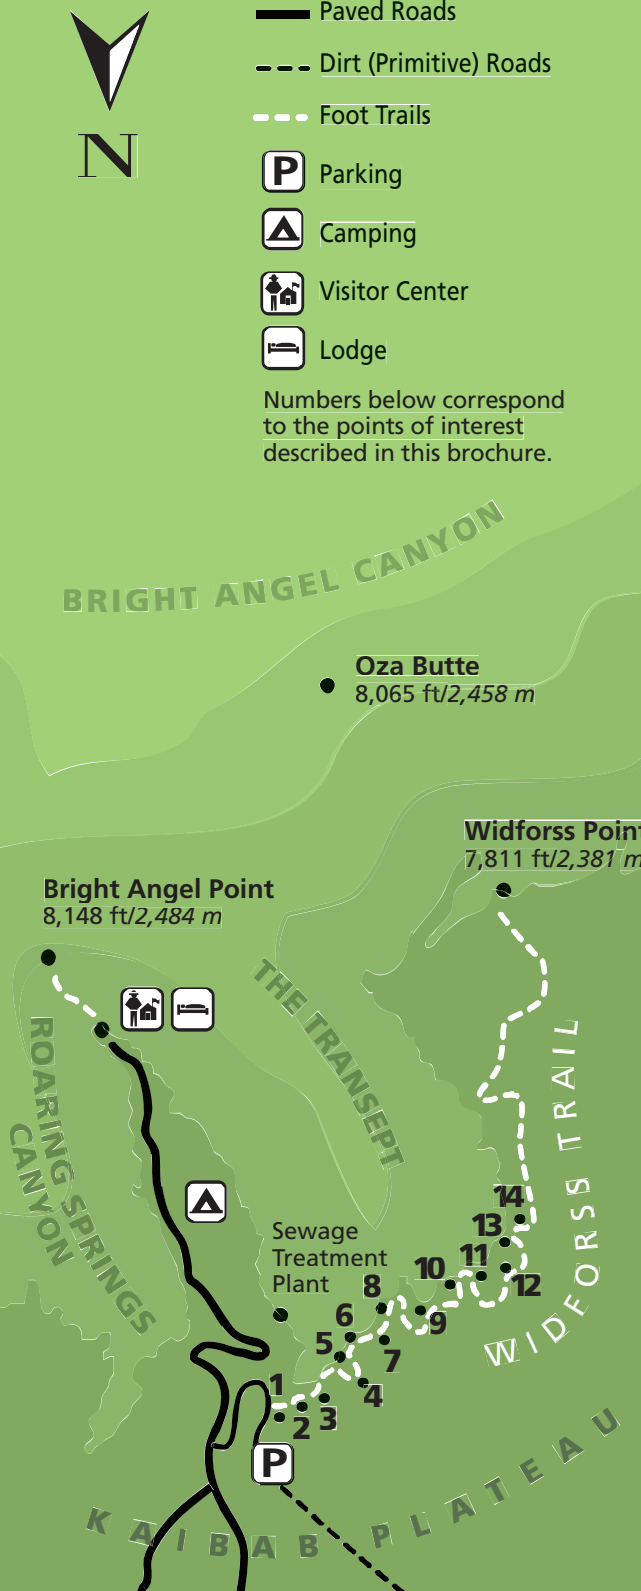 Paved Roads
Dirt (Primitive) Roads
N
Foot Trails
P Parking
Camping
Visitor Center
Lodge
Numbers below correspond
to the points of interest
described in this brochure.
BRIGHT ANGEL CANYON
Oza Butte
8,065 ft/2,458 m
Widforss Point
7,811 ft/2,381 m
Bright Angel Point
8,148 ft/2,484 m
THE TRANSEPT
ROARING SPRINGS
CANYON
WIDFORSS TRAIL
Sewage
Treatment
Plant
14
13
12
11
10
9
8
7
6
5
4
3
2
1
P
KAIBAB PLATEAU